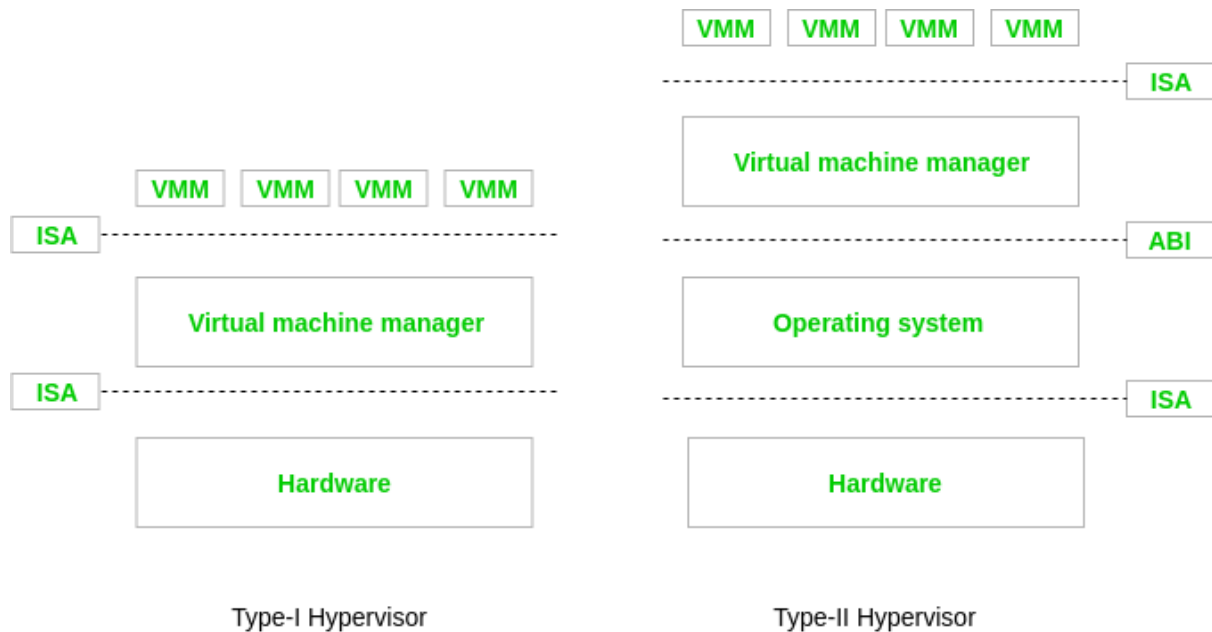 VMM VMM VMM VMM
ISA
Virtual machine manager
ISA
Hardware
Type-I Hypervisor
VMM VMM VMM VMM
ISA
Virtual machine manager
ABI
Operating system
ISA
Hardware
Type-II Hypervisor